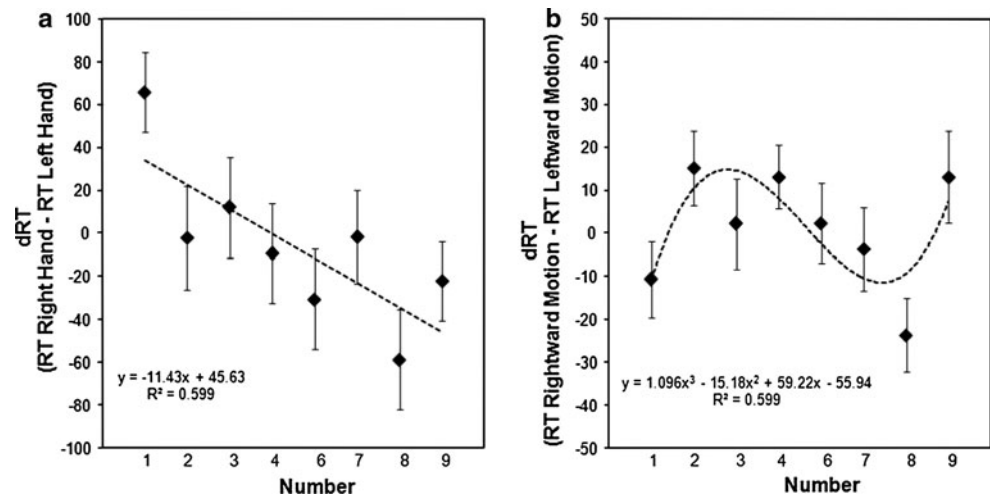 a
dRT
(RT Right Hand - RT Left Hand)
100
80
60
40
20
0
-20
-40
-60
-80
-100
y = -11.43x + 45.63
R² = 0.599
1 2 3 4 6 7 8 9
Number
b
dRT
(RT Rightward Motion - RT Leftward Motion)
50
40
30
20
10
0
-10
-20
-30
-40
-50
y = 1.096x³ - 15.18x² + 59.22x - 55.94
R² = 0.599
1 2 3 4 6 7 8 9
Number